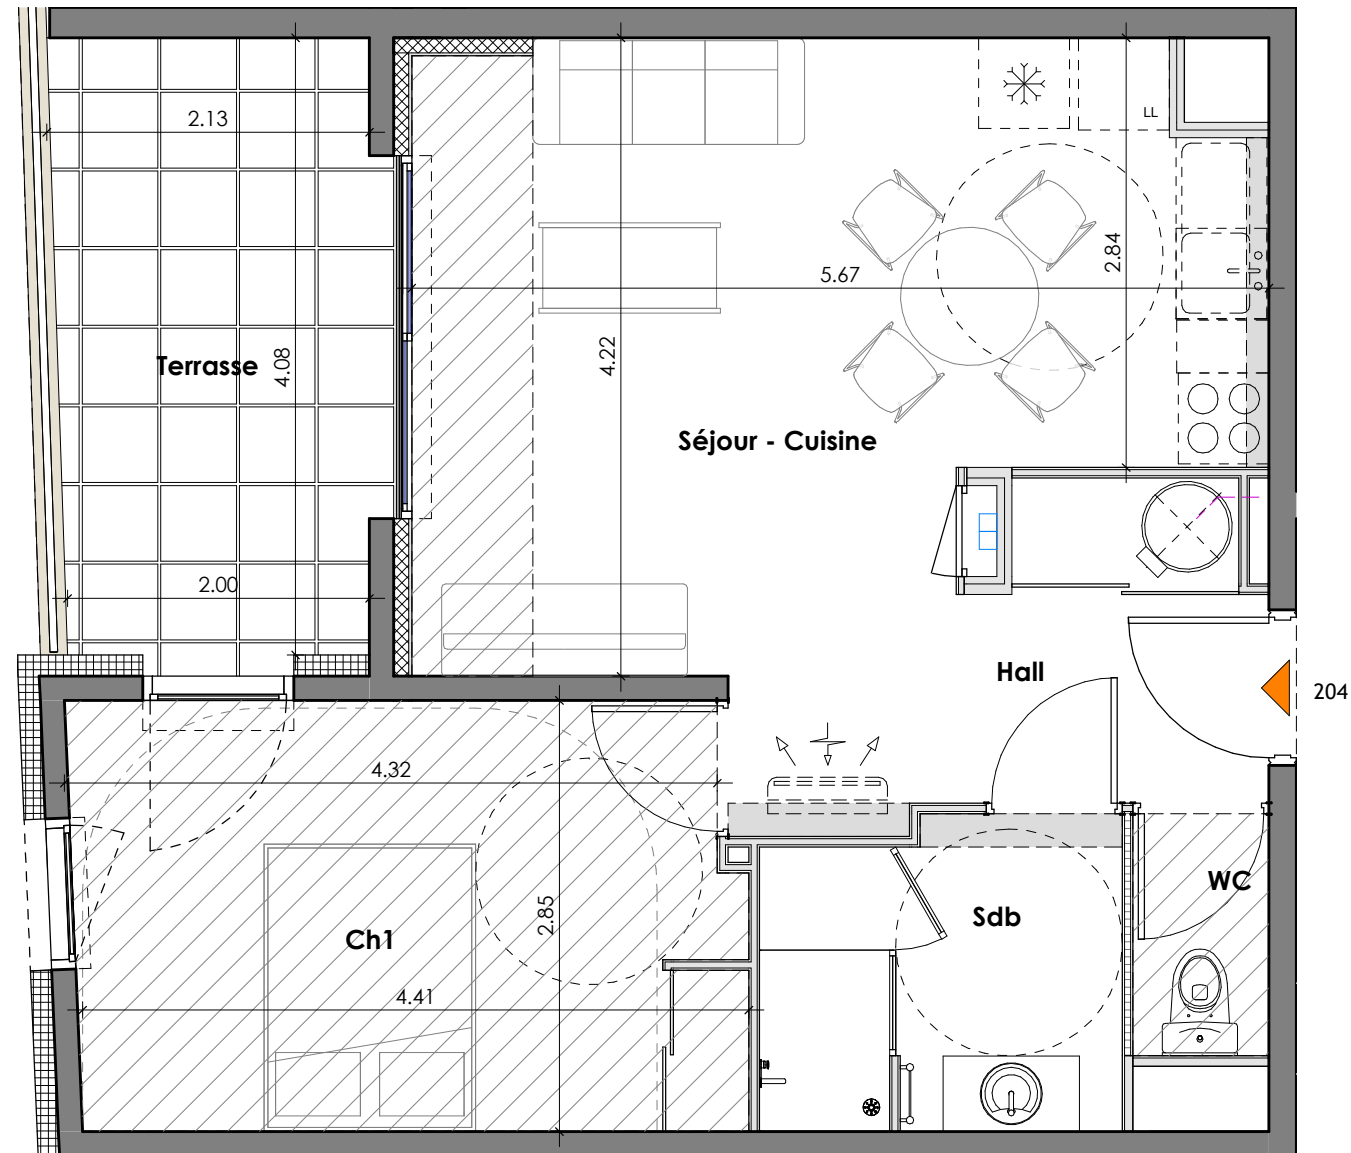 2.13
LL
2.84
5.67
4.22
Terrasse
4.08
Séjour - Cuisine
2.00
Hall
204
4.32
WC
Sdb
2.85
Ch1
4.41